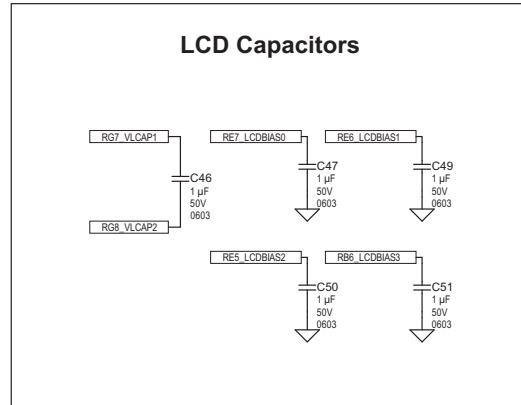 LCD Capacitors
RG7_VLCAP1
RG8_VLCAP2
C46
1 µF
50V
0603
RE7_LCDBIAS0
C47
1 µF
50V
0603
RE6_LCDBIAS1
C49
1 µF
50V
0603
RE5_LCDBIAS2
C50
1 µF
50V
0603
RB6_LCDBIAS3
C51
1 µF
50V
0603